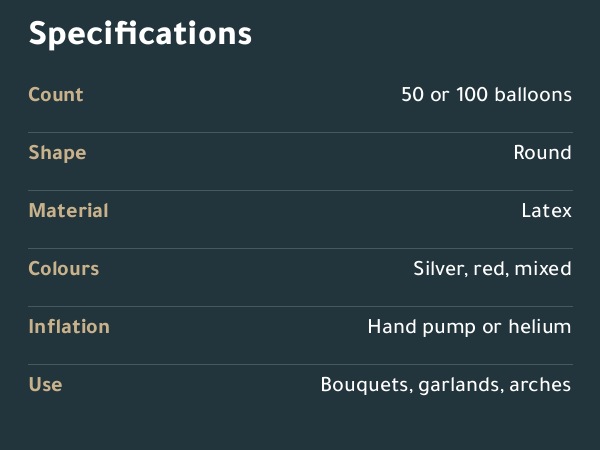 Specifications
Count 50 or 100 balloons
Shape Round
Material Latex
Colours Silver, red, mixed
Inflation Hand pump or helium
Use Bouquets, garlands, arches